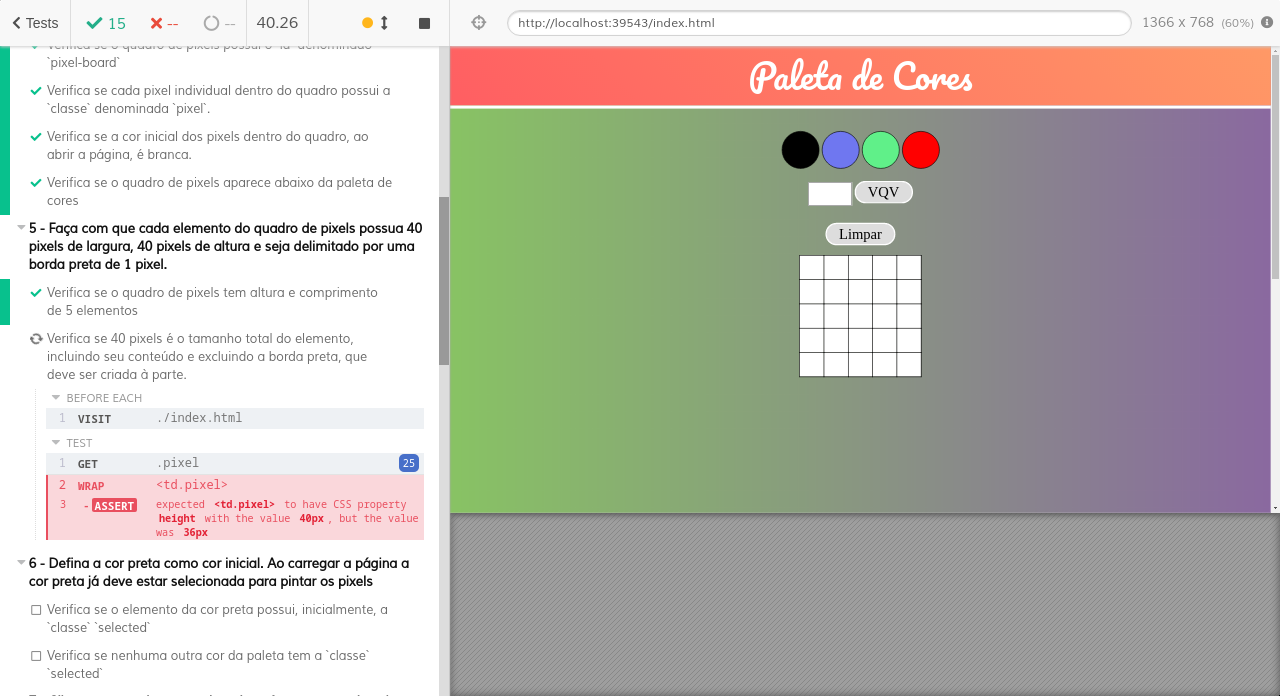 Tests
15
--
--
40.26
http://localhost:39543/index.html
1366 x 768 (60%)
Verifica se o quadro de pixels possui o `id` denominado
`pixel-board`
Verifica se cada pixel individual dentro do quadro possui a
`classe` denominada `pixel`.
Verifica se a cor inicial dos pixels dentro do quadro, ao
abrir a página, é branca.
Verifica se o quadro de pixels aparece abaixo da paleta de
cores
5 - Faça com que cada elemento do quadro de pixels possua 40
pixels de largura, 40 pixels de altura e seja delimitado por uma
borda preta de 1 pixel.
Verifica se o quadro de pixels tem altura e comprimento
de 5 elementos
Verifica se 40 pixels é o tamanho total do elemento,
incluindo seu conteúdo e excluindo a borda preta, que
deve ser criada à parte.
BEFORE EACH
1 VISIT ./index.html
TEST
1 GET .pixel 25
2 WRAP <td.pixel>
3 -ASSERT expected <td.pixel> to have CSS property
height with the value 40px, but the value
was 36px
6 - Defina a cor preta como cor inicial. Ao carregar a página a
cor preta já deve estar selecionada para pintar os pixels
Verifica se o elemento da cor preta possui, inicialmente, a
`classe` `selected`
Verifica se nenhuma outra cor da paleta tem a `classe`
`selected`
Paleta de Cores
VQV
Limpar